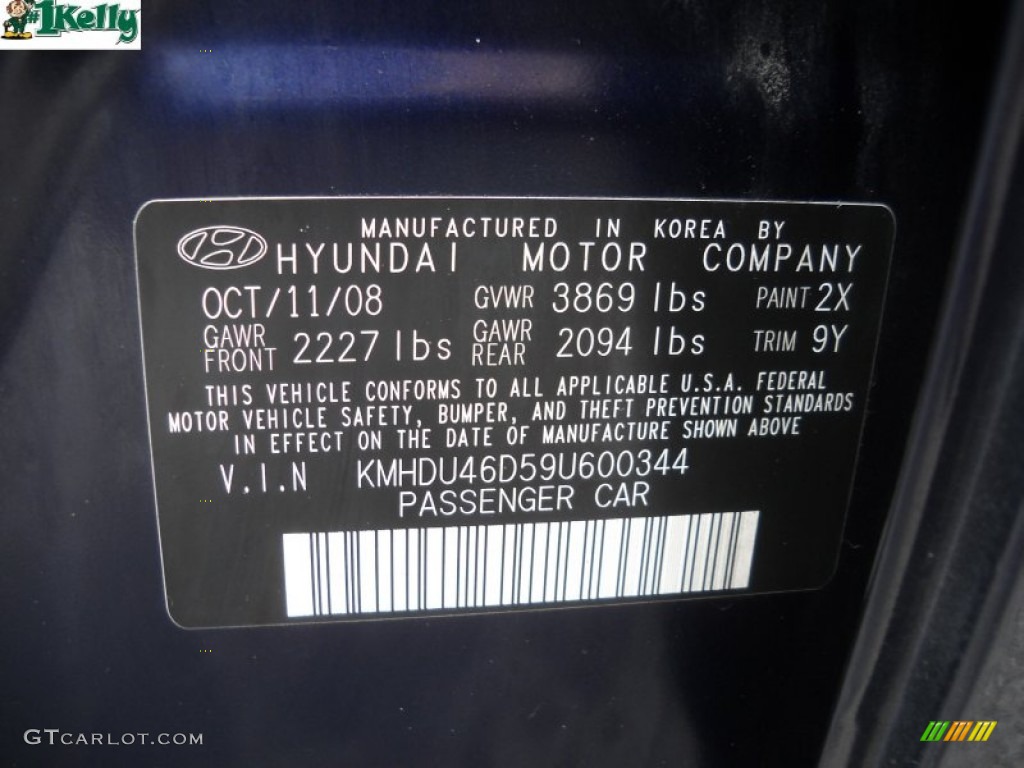 #1Kelly
MANUFACTURED IN KOREA BY
HYUNDAI MOTOR COMPANY
OCT/11/08 GVWR 3869 lbs PAINT 2X
GAWR FRONT 2227 lbs GAWR REAR 2094 lbs TRIM 9Y
THIS VEHICLE CONFORMS TO ALL APPLICABLE U.S.A. FEDERAL
MOTOR VEHICLE SAFETY, BUMPER, AND THEFT PREVENTION STANDARDS
IN EFFECT ON THE DATE OF MANUFACTURE SHOWN ABOVE
V.I.N KMHDU46D59U600344
PASSENGER CAR
GTCARLOT.COM